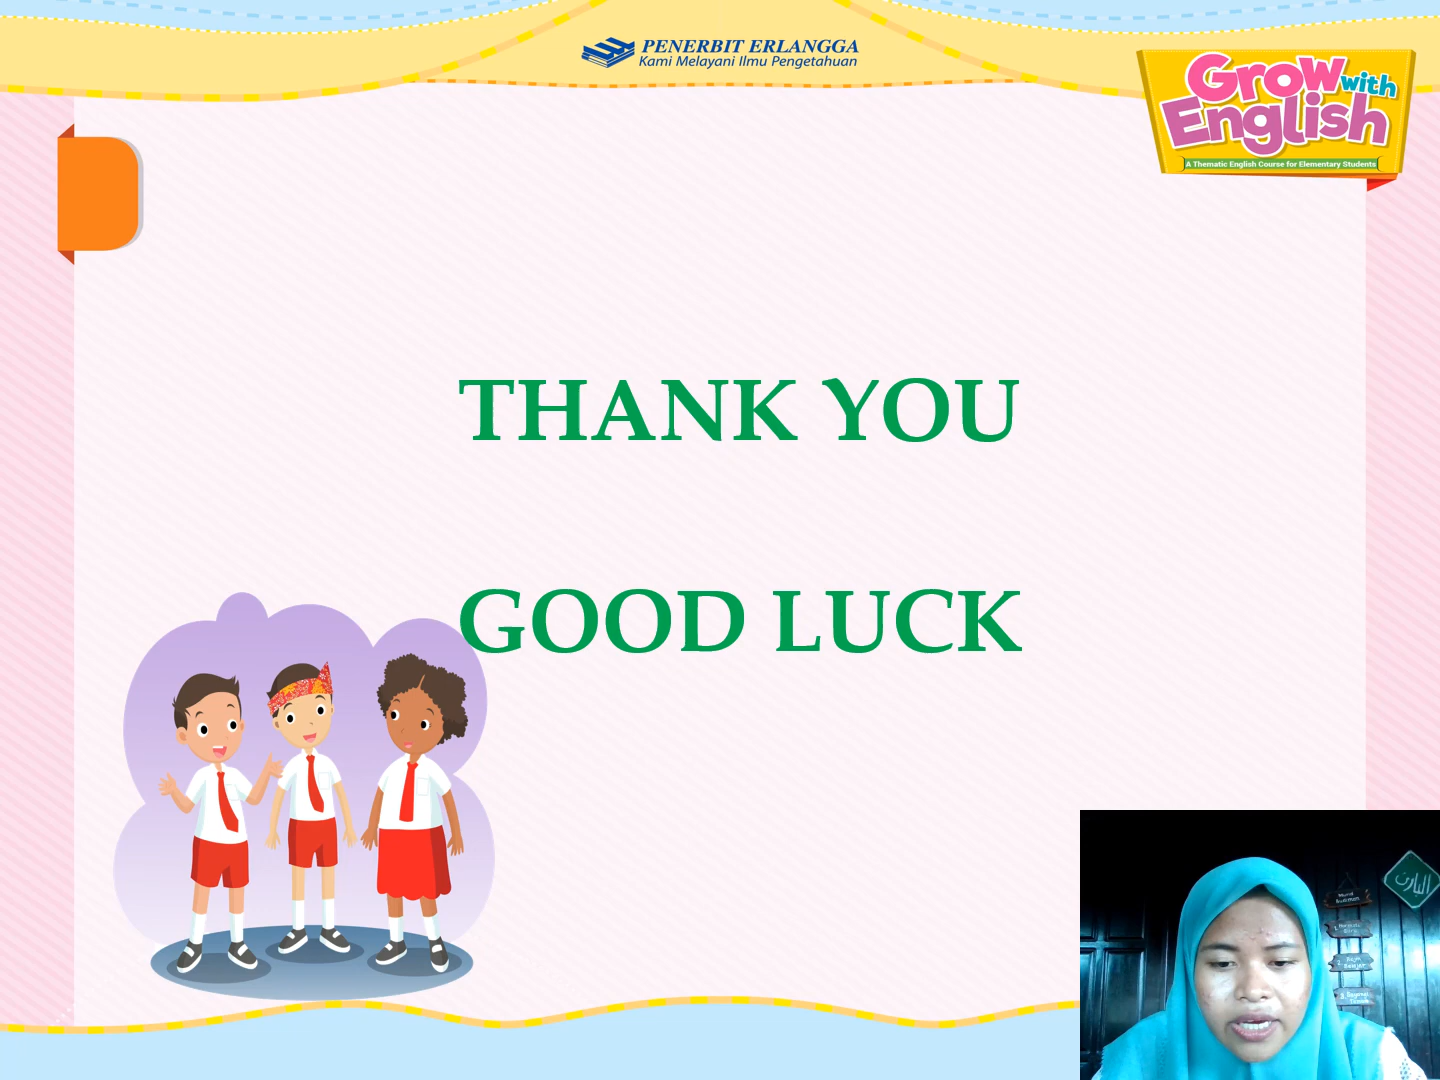 PENERBIT ERLANGGA
Kami Melayani Ilmu Pengetahuan
Grow with
English
A Thematic English Course for Elementary Students
THANK YOU
GOOD LUCK